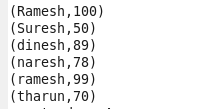 (Ramesh,100)
(Suresh,50)
(dinesh,89)
(naresh,78)
(ramesh,99)
(tharun,70)